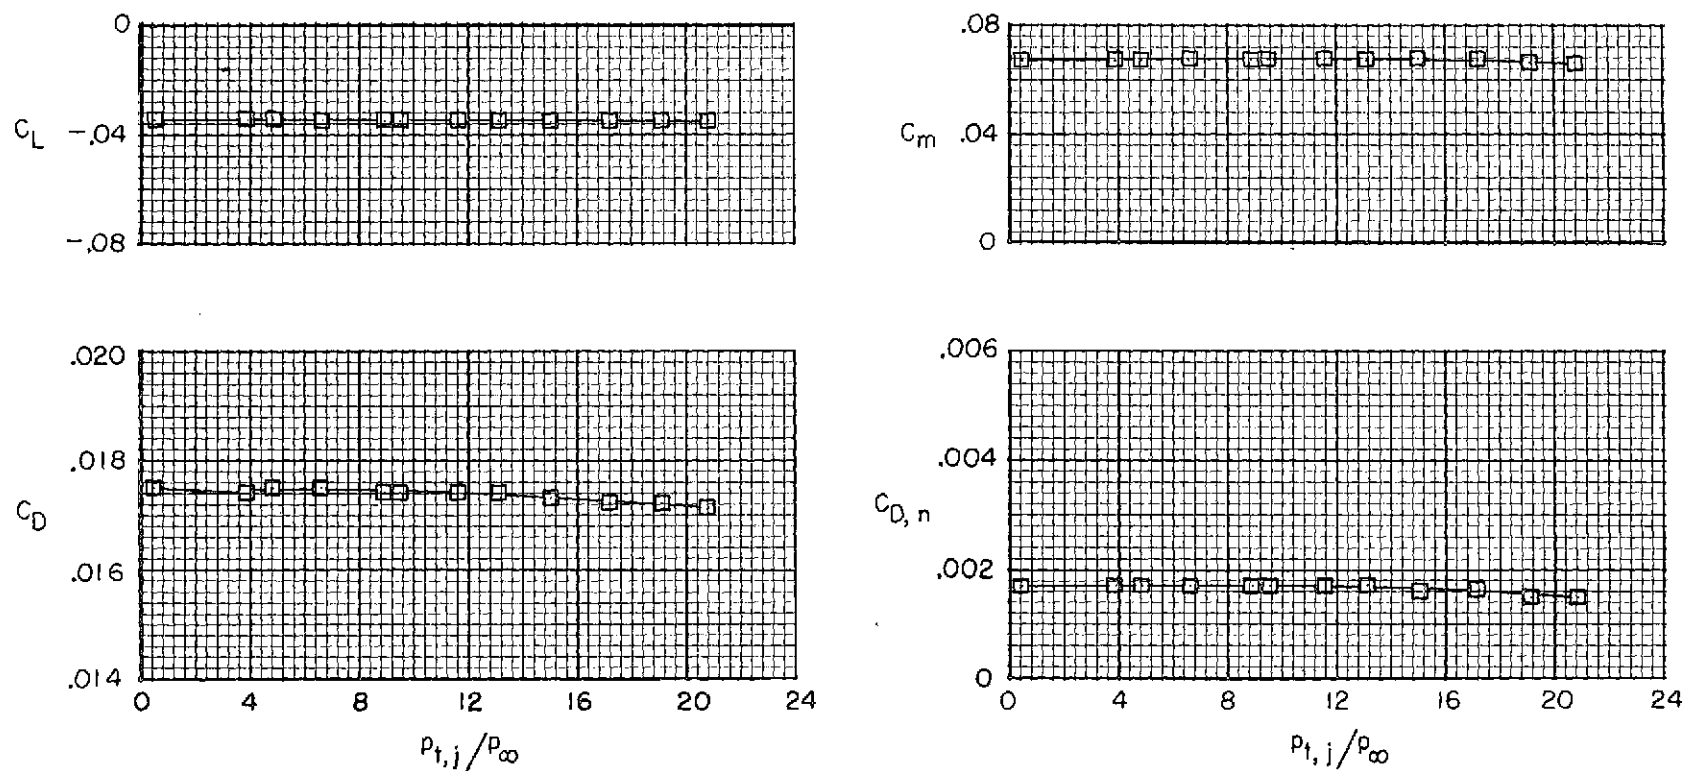 0
C_L -.04
-.08
.08
C_m .04
0
.020
.018
C_D
.016
.014
0 4 8 12 16 20 24
p_t,j/p_∞
.006
.004
C_D,n
.002
0
0 4 8 12 16 20 24
p_t,j/p_∞